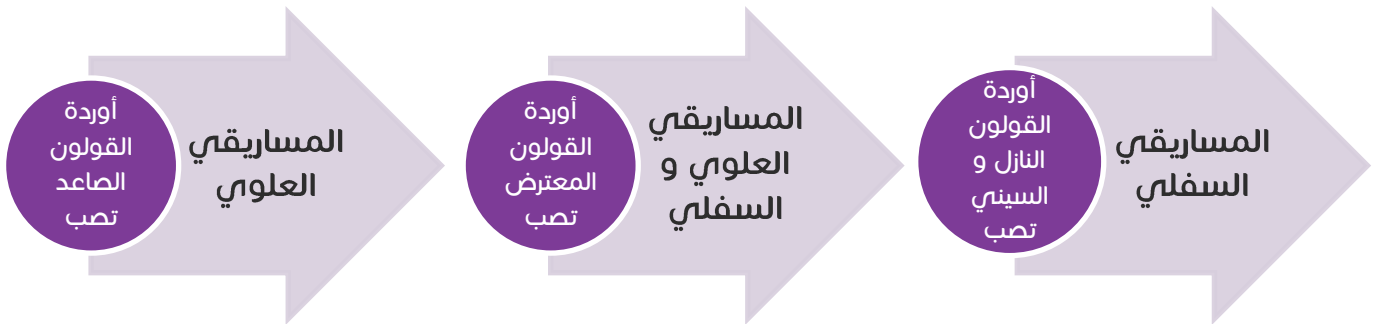 أوردة
القولون
الصاعد
تصب
المساريقي
العلوي
أوردة
القولون
المعترض
تصب
المساريقي
العلوي و
السفلي
أوردة
القولون
النازل و
السيني
تصب
المساريقي
السفلي